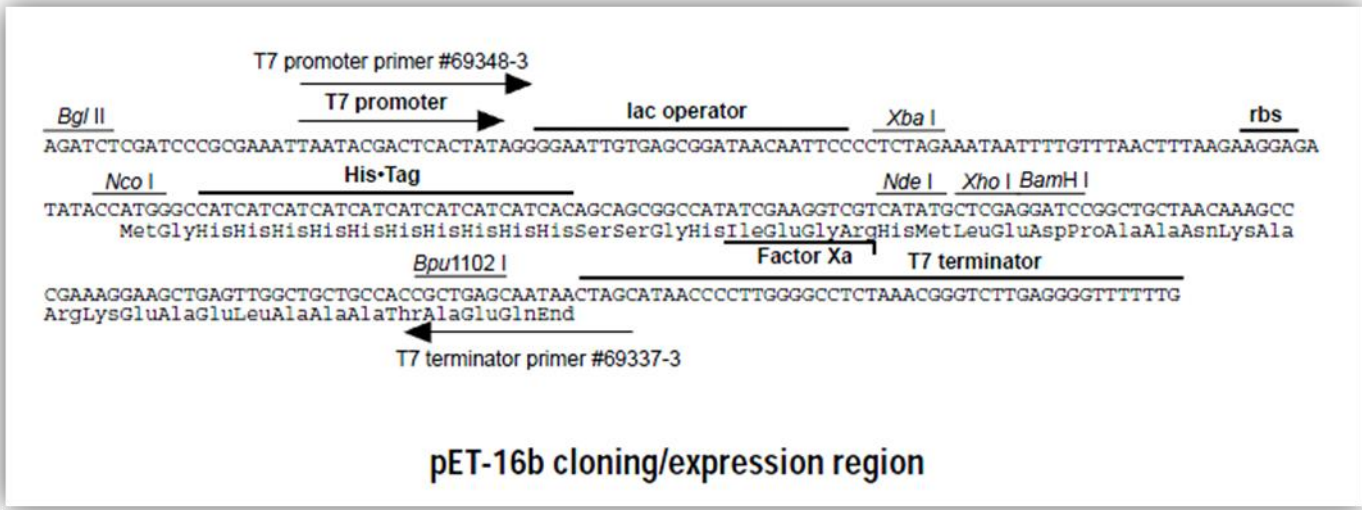 T7 promoter primer #69348-3
Bgl II T7 promoter lac operator Xba I rbs
AGATCTCGATCCCGCGAAATTAATACGACTCACTATAGGGGAATTGTGAGCGGATAACAATTCCCCTCTAGAAATAATTTTGTTTAACTTTAAGAAGGAGA
Nco I His•Tag Nde I Xho I BamH I
TATACCATGGGCCATCATCATCATCATCATCATCATCATCACAGCAGCGGCCATATCGAAGGTCGTCATATGCTCGAGGATCCGGCTGCTAACAAAGCC
MetGlyHisHisHisHisHisHisHisHisHisHisSerSerGlyHisIleGluGlyArgHisMetLeuGluAspProAlaAlaAsnLysAla
Bpu1102 I Factor Xa T7 terminator
CGAAAGGAAGCTGAGTTGGCTGCTGCCACCGCTGAGCAATAACTAGCATAACCCCTTGGGGCCTCTAAACGGGTCTTGAGGGGTTTTTTG
ArgLysGluAlaGluLeuAlaAlaAlaThrAlaGluGlnEnd
T7 terminator primer #69337-3
pET-16b cloning/expression region